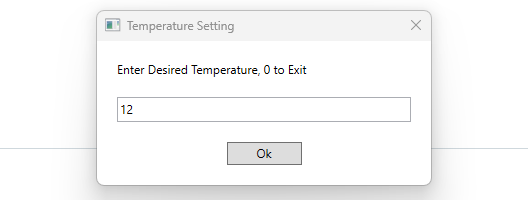 Temperature Setting
Enter Desired Temperature, 0 to Exit
12
Ok